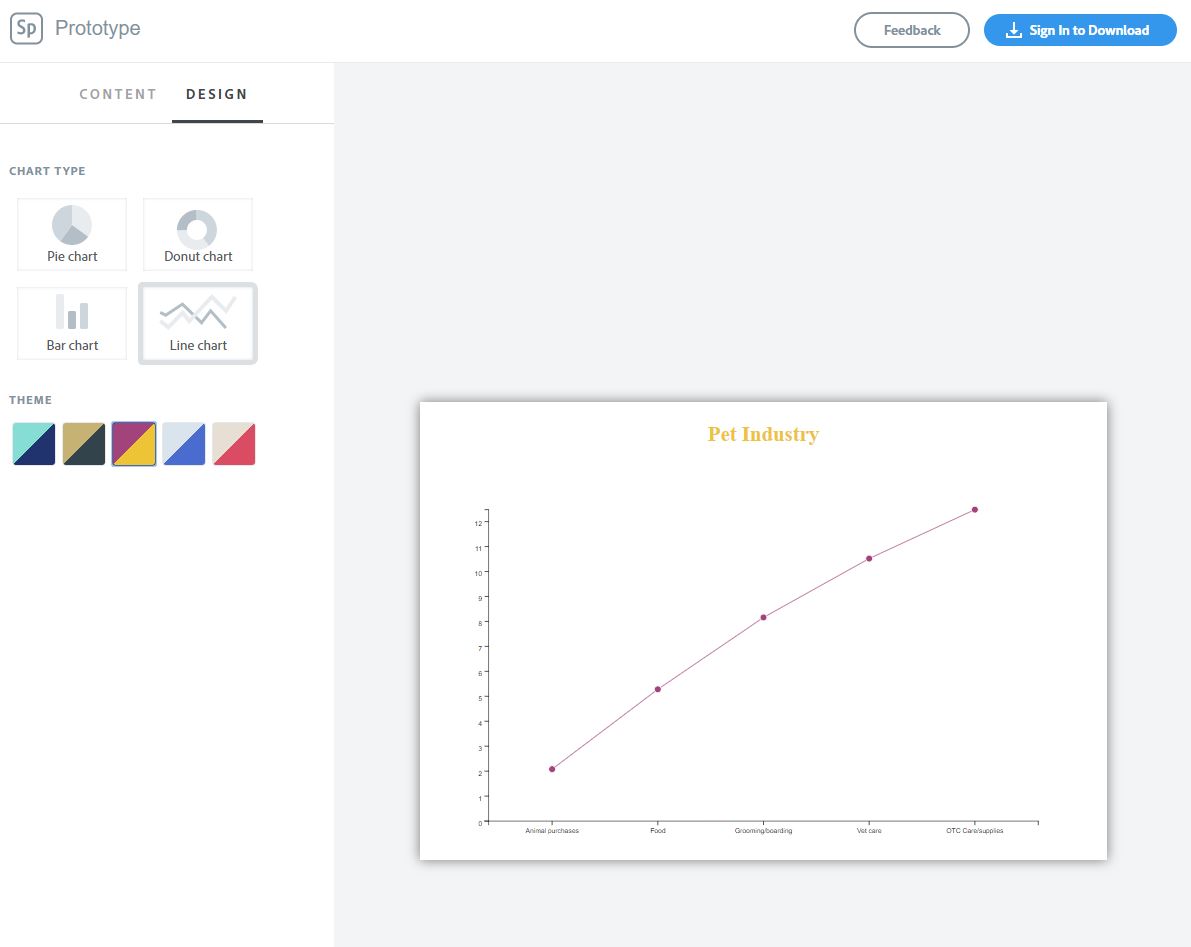 Sp Prototype
Feedback
Sign In to Download
CONTENT DESIGN
CHART TYPE
Pie chart Donut chart
Bar chart Line chart
THEME
Pet Industry
12
11
10
9
8
7
6
5
4
3
2
1
0
Animal purchases Food Grooming/boarding Vet care OTC Care/supplies